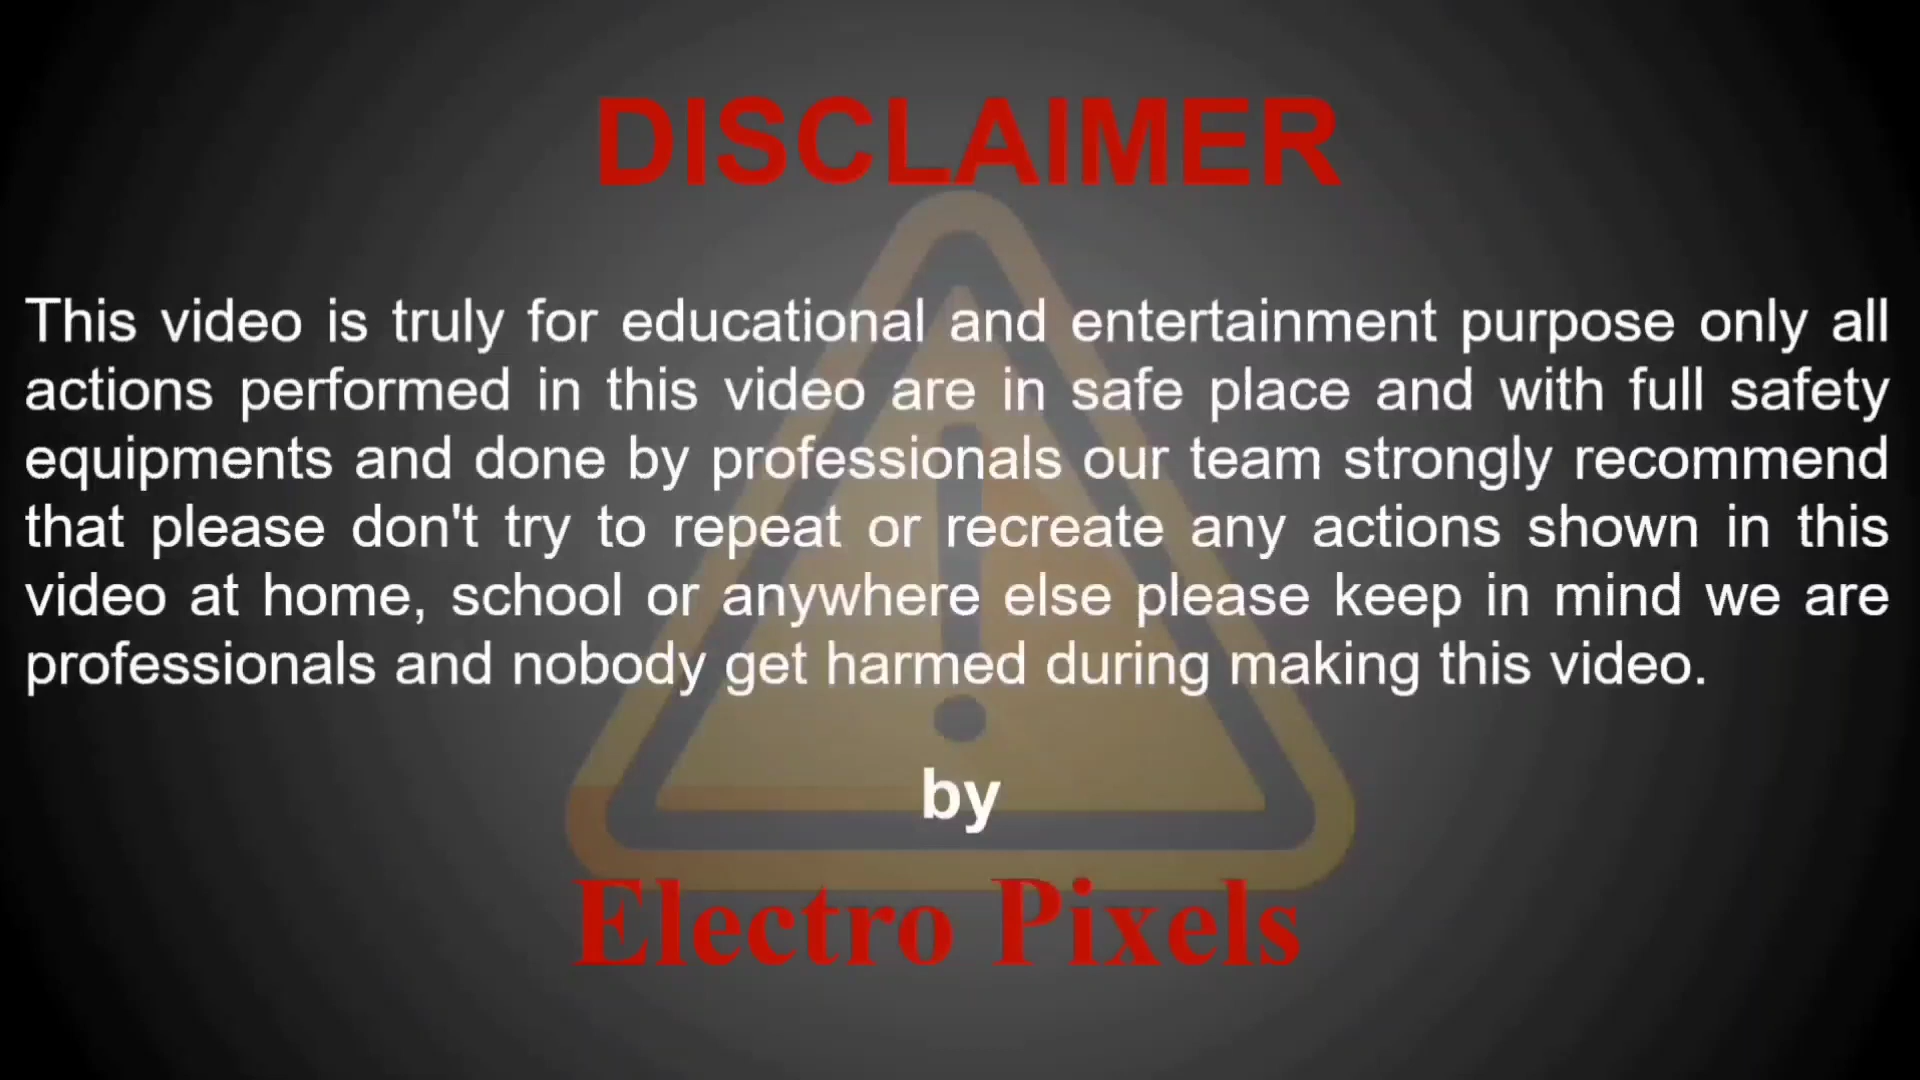 DISCLAIMER
This video is truly for educational and entertainment purpose only all
actions performed in this video are in safe place and with full safety
equipments and done by professionals our team strongly recommend
that please don't try to repeat or recreate any actions shown in this
video at home, school or anywhere else please keep in mind we are
professionals and nobody get harmed during making this video.
by
Electro Pixels